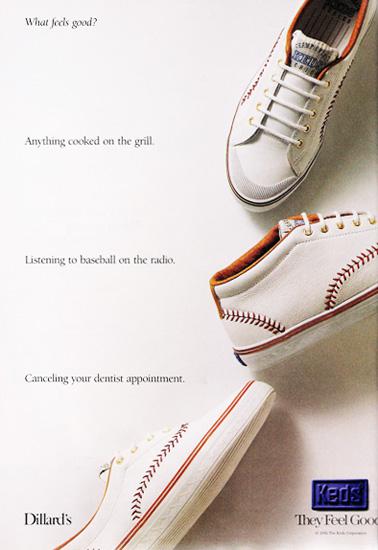 What feels good?
Anything cooked on the grill.
Listening to baseball on the radio.
Canceling your dentist appointment.
CHAMPION
Keds
Dillard's
They Feel Good